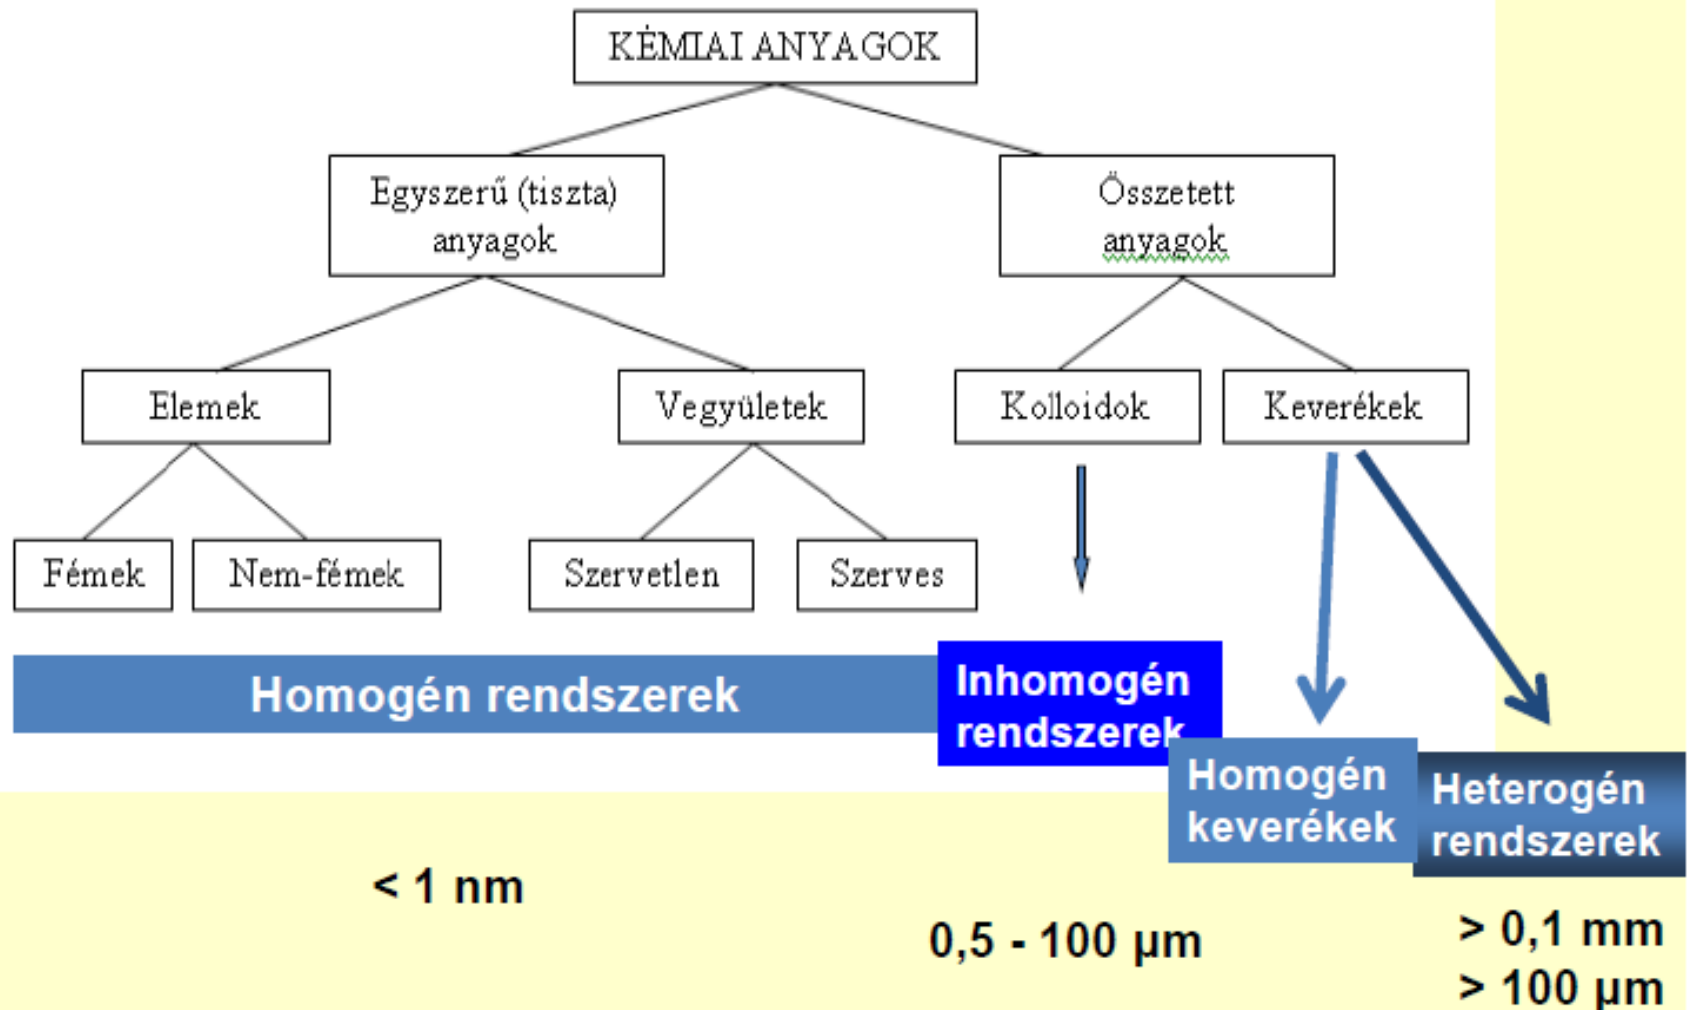 KÉMIAI ANYAGOK
Egyszerű (tiszta)
anyagok
Összetett
anyagok
Elemek
Vegyületek
Kolloidok
Keverékek
Fémek
Nem-fémek
Szervetlen
Szerves
Homogén rendszerek
Inhomogén
rendszerek
Homogén
keverékek
Heterogén
rendszerek
< 1 nm
0,5 - 100 µm
> 0,1 mm
> 100 µm